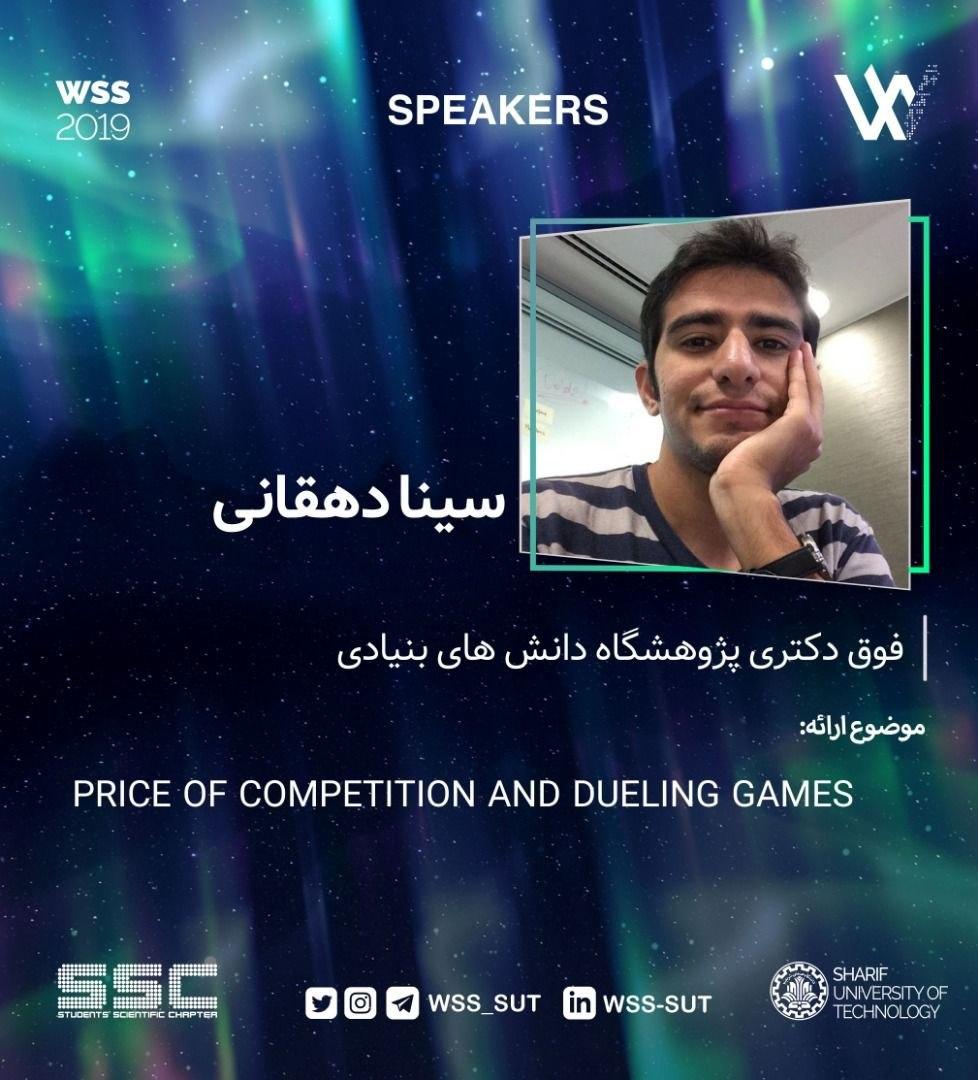 WSS
2019
SPEAKERS
سینا دهقانی
فوق دکتری پژوهشگاه دانش های بنیادی
موضوع ارائه:
PRICE OF COMPETITION AND DUELING GAMES
SSC
STUDENTS' SCIENTIFIC CHAPTER
WSS_SUT
in WSS-SUT
SHARIF
UNIVERSITY OF
TECHNOLOGY